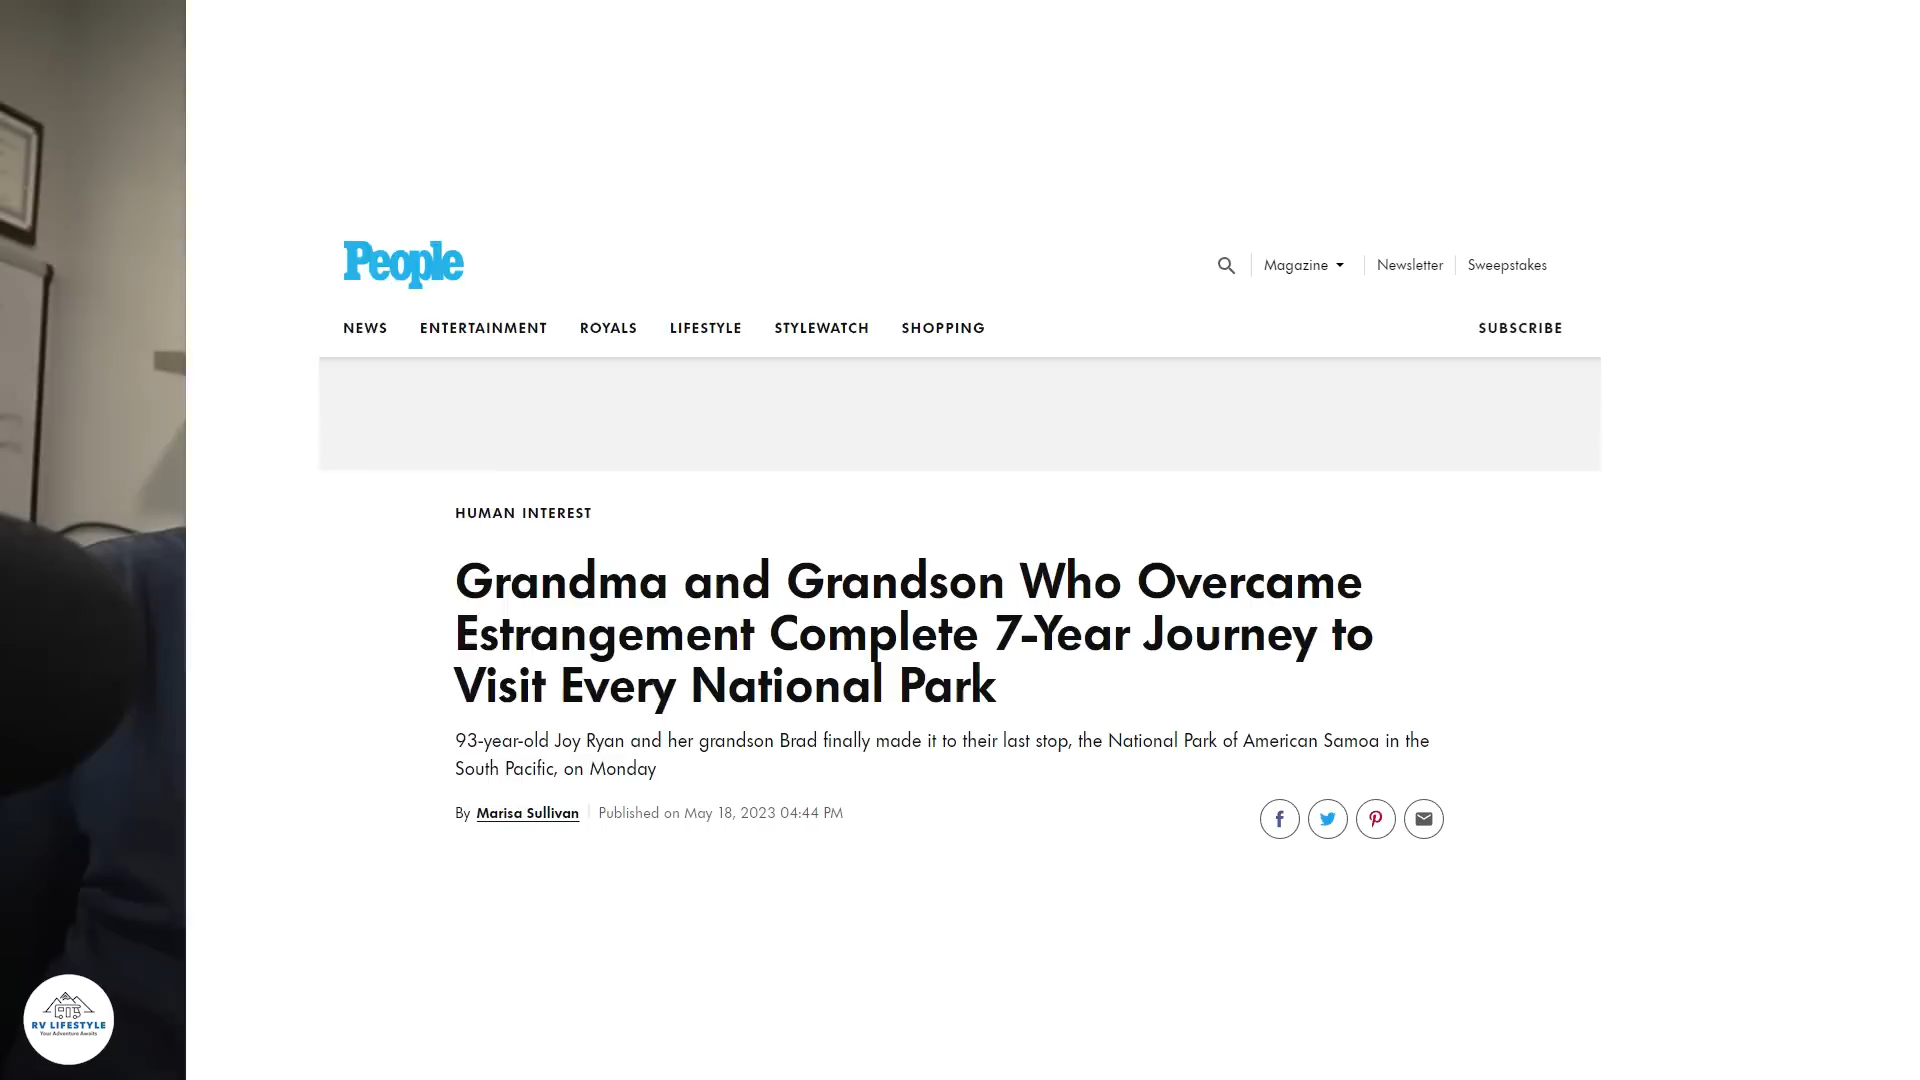 People
Magazine
Newsletter
Sweepstakes
NEWS
ENTERTAINMENT
ROYALS
LIFESTYLE
STYLEWATCH
SHOPPING
SUBSCRIBE
HUMAN INTEREST
Grandma and Grandson Who Overcame
Estrangement Complete 7-Year Journey to
Visit Every National Park
93-year-old Joy Ryan and her grandson Brad finally made it to their last stop, the National Park of American Samoa in the
South Pacific, on Monday
By Marisa Sullivan
Published on May 18, 2023 04:44 PM
RV LIFESTYLE
Your Adventure Awaits